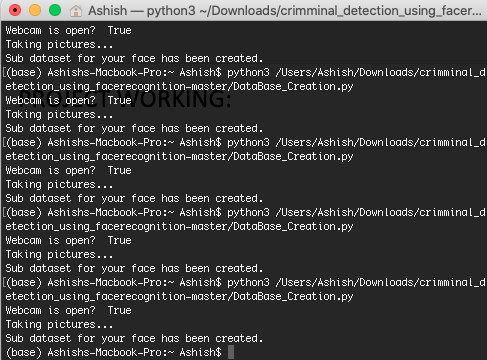 Ashish — python3 ~/Downloads/crimminal_detection_using_facer...
Webcam is open?  True
Taking pictures...
Sub dataset for your face has been created.
[(base) Ashishs-Macbook-Pro:~ Ashish$ python3 /Users/Ashish/Downloads/crimminal_d
etection_using_facerecognition-master/DataBase_Creation.py
PROJECT WORKING:
Webcam is open?  True
Taking pictures...
Sub dataset for your face has been created.
[(base) Ashishs-Macbook-Pro:~ Ashish$ python3 /Users/Ashish/Downloads/crimminal_d
etection_using_facerecognition-master/DataBase_Creation.py
Webcam is open?  True
Taking pictures...
Sub dataset for your face has been created.
[(base) Ashishs-Macbook-Pro:~ Ashish$ python3 /Users/Ashish/Downloads/crimminal_d
etection_using_facerecognition-master/DataBase_Creation.py
Webcam is open?  True
Taking pictures...
Sub dataset for your face has been created.
[(base) Ashishs-Macbook-Pro:~ Ashish$ python3 /Users/Ashish/Downloads/crimminal_d
etection_using_facerecognition-master/DataBase_Creation.py
Webcam is open?  True
Taking pictures...
Sub dataset for your face has been created.
(base) Ashishs-Macbook-Pro:~ Ashish$